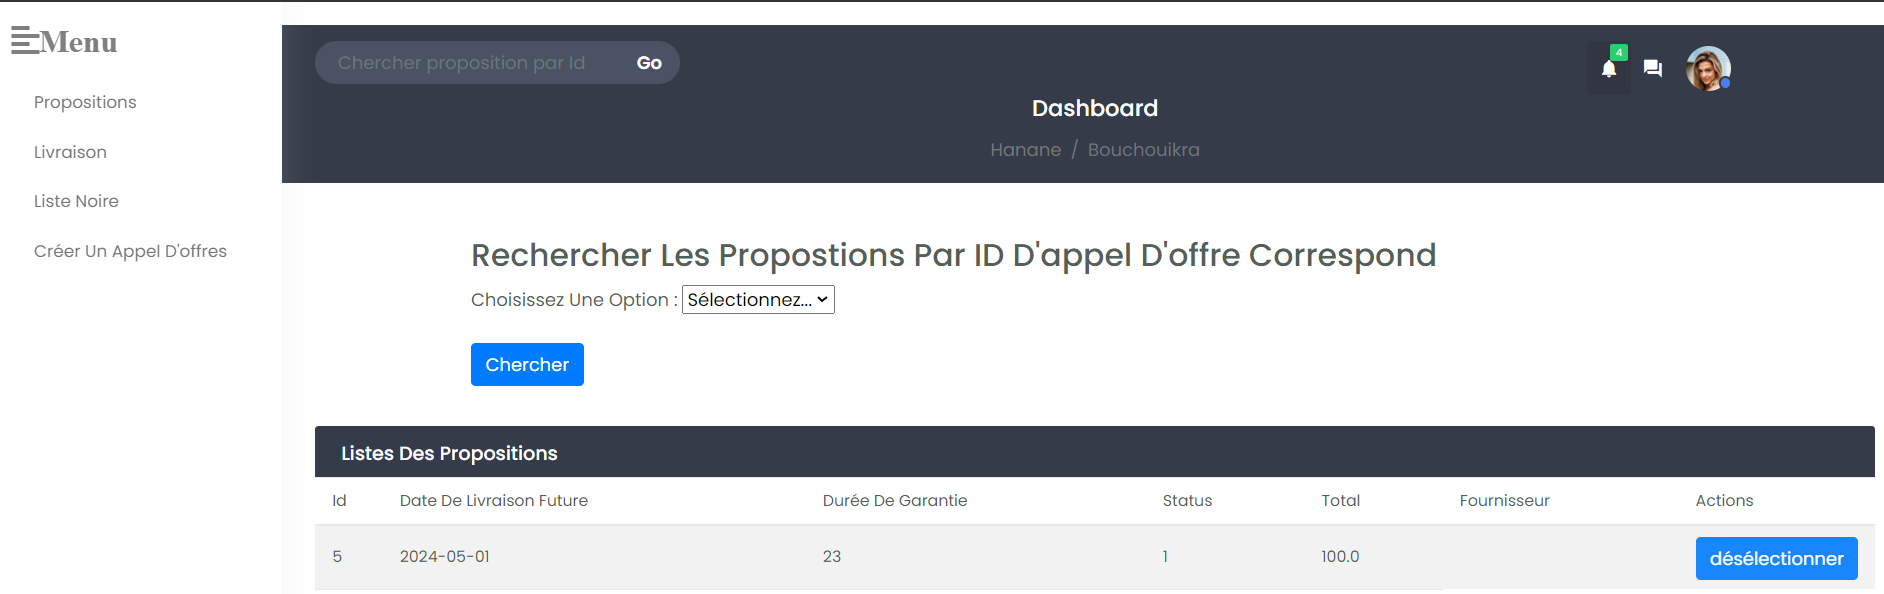 Menu
Propositions
Livraison
Liste Noire
Créer Un Appel D'offres
Chercher proposition par Id Go
4
Dashboard
Hanane / Bouchouikra
Rechercher Les Propostions Par ID D'appel D'offre Correspond
Choisissez Une Option : Sélectionnez...
Chercher
Listes Des Propositions
Id Date De Livraison Future Durée De Garantie Status Total Fournisseur Actions
5 2024-05-01 23 1 100.0 désélectionner